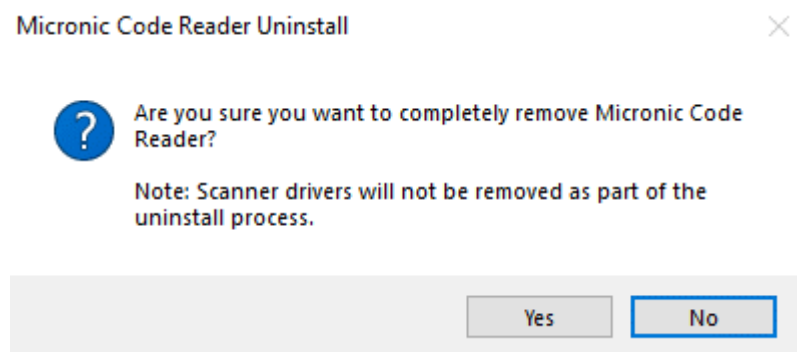 Micronic Code Reader Uninstall
?
Are you sure you want to completely remove Micronic Code
Reader?
Note: Scanner drivers will not be removed as part of the
uninstall process.
Yes
No